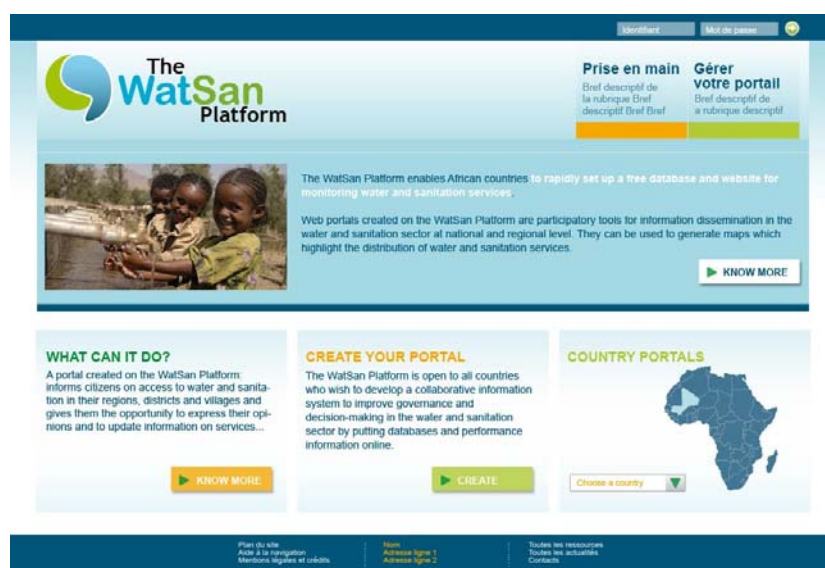 Identifiant
Mot de passe
The
WatSan
Platform
Prise en main
Bref descriptif de
la rubrique Bref
descriptif Bref Bref
Gérer
votre portail
Bref descriptif de
a rubrique descriptif
The WatSan Platform enables African countries to rapidly set up a free database and website for
monitoring water and sanitation services.
Web portals created on the WatSan Platform are participatory tools for information dissemination in the
water and sanitation sector at national and regional level. They can be used to generate maps which
highlight the distribution of water and sanitation services.
KNOW MORE
WHAT CAN IT DO?
A portal created on the WatSan Platform:
informs citizens on access to water and sanita-
tion in their regions, districts and villages and
gives them the opportunity to express their opi-
nions and to update information on services...
KNOW MORE
CREATE YOUR PORTAL
The WatSan Platform is open to all countries
who wish to develop a collaborative information
system to improve governance and
decision-making in the water and sanitation
sector by putting databases and performance
information online.
CREATE
COUNTRY PORTALS
Choose a country
Plan du site
Aide à la navigation
Mentions légales et crédits
Nom
Adresse ligne 1
Adresse ligne 2
Toutes les ressources
Toutes les actualités
Contacts